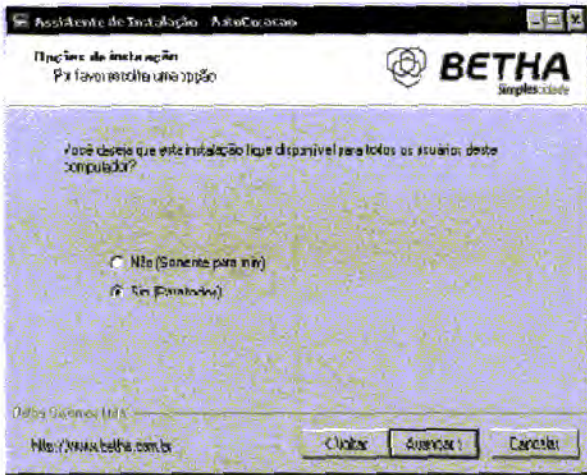 Assistente de Instalação - AutoCotacao
Opções de instalação
Por favor escolha uma opção
BETHA
Simplescidade
Você deseja que esta instalação fique disponível para todos os usuários deste
computador?
Não (Somente para mim)
Sim (Para todos)
Betha Sistemas Ltda
http://www.betha.com.br
< Voltar
Avançar >
Cancelar